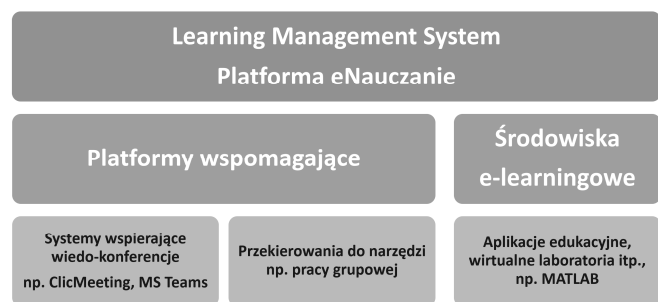 Learning Management System
Platforma eNauczanie
Platformy wspomagające
Środowiska
e-learningowe
Systemy wspierające
wiedo-konferencje
np. ClicMeeting, MS Teams
Przekierowania do narzędzi
np. pracy grupowej
Aplikacje edukacyjne,
wirtualne laboratoria itp.,
np. MATLAB